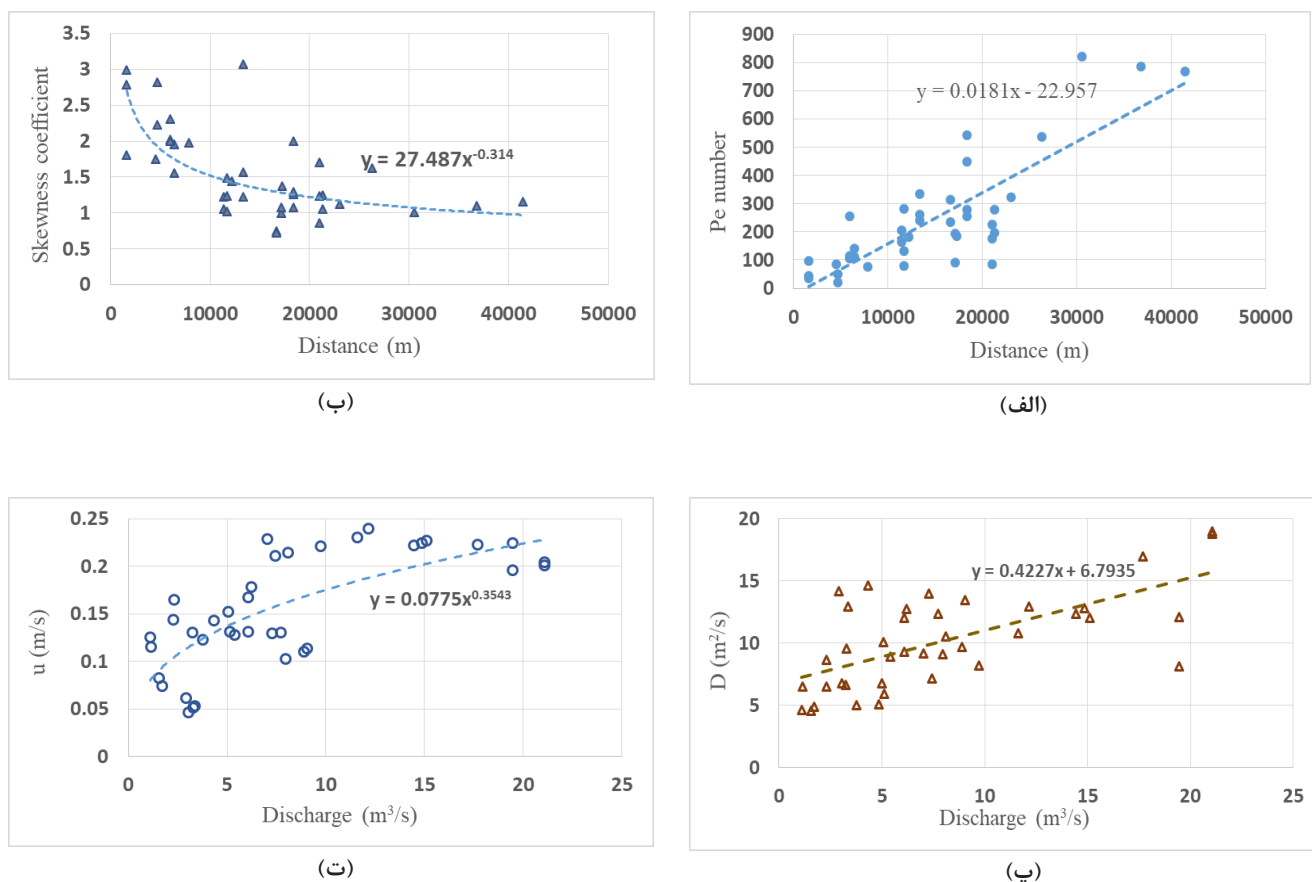 3.5
3
2.5
2
1.5
1
0.5
0
0 10000 20000 30000 40000 50000
Skewness coefficient
Distance (m)
y = 27.487x^-0.314
(ب)
900
800
700
600
500
400
300
200
100
0
0 10000 20000 30000 40000 50000
Pe number
Distance (m)
y = 0.0181x - 22.957
(الف)
0.25
0.2
0.15
0.1
0.05
0
0 5 10 15 20 25
u (m/s)
Discharge (m³/s)
y = 0.0775x^0.3543
(ت)
20
15
10
5
0
0 5 10 15 20 25
D (m²/s)
Discharge (m³/s)
y = 0.4227x + 6.7935
(پ)